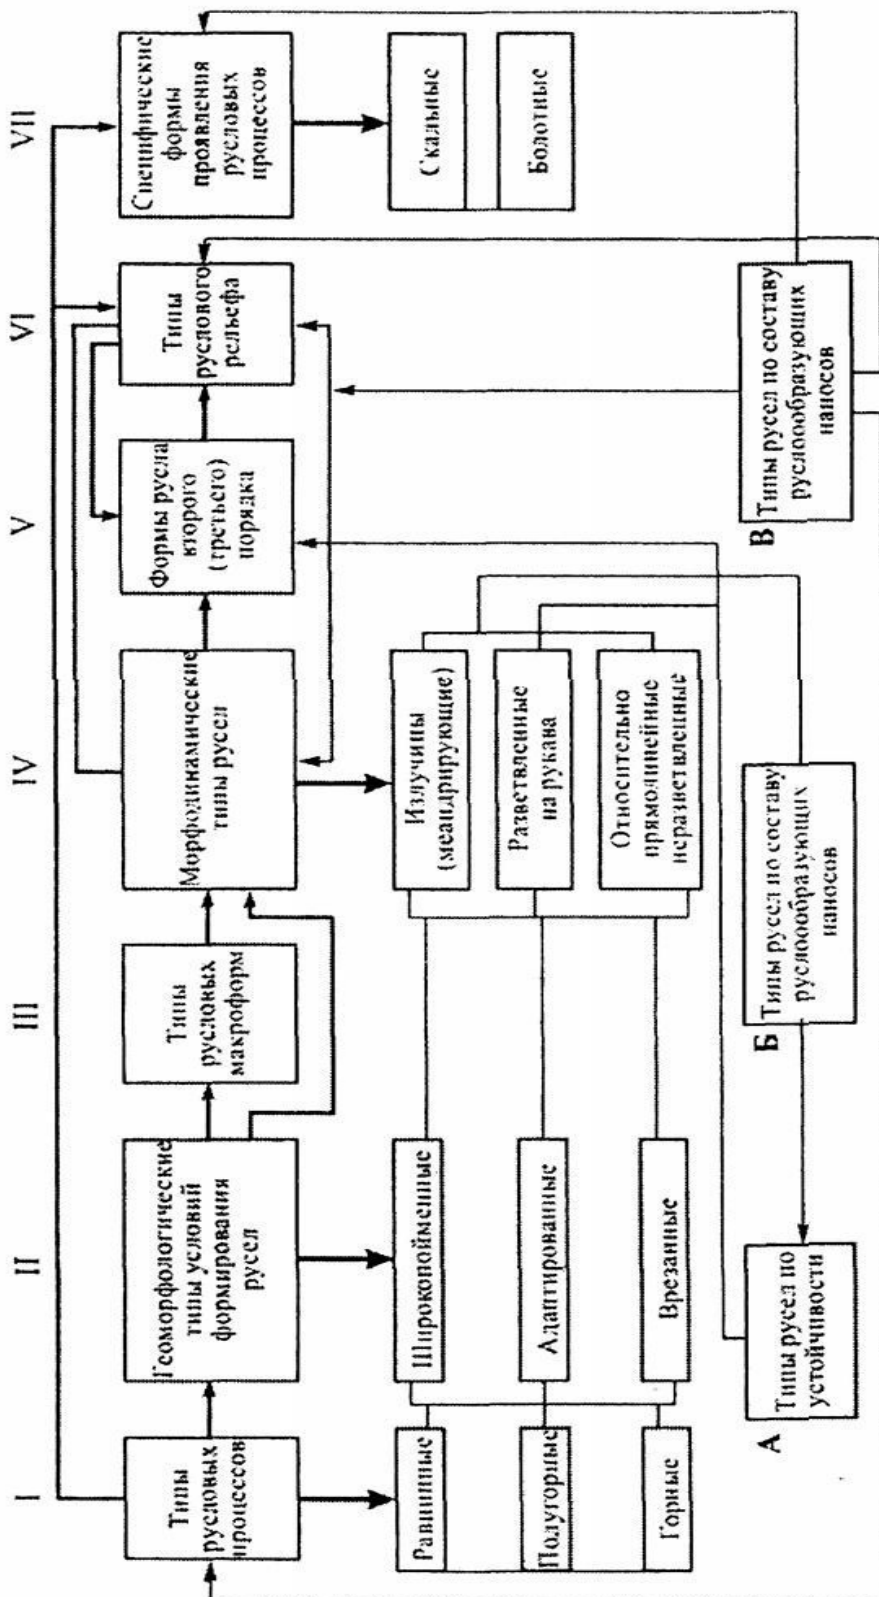 I
II
III
IV
V
VI
VII
Типы
русловых
процессов
Геоморфологические
типы условий
формирования
русел
Типы
русловых
макроформ
Морфодинамические
типы русел
Формы русла
второго
(третьего)
порядка
Типы
руслового
рельефа
Специфические
формы
проявления
русловых
процессов
Равнинные
Полугорные
Горные
Широкопойменные
Адаптированные
Врезанные
Излучины
(меандрирующие)
Разветвленные
на рукава
Относительно
прямолинейные
неразветвленные
Скальные
Болотные
А
Типы русел по
устойчивости
Б
Типы русел по составу
руслоообразующих
наносов
В
Типы русел по составу
руслоообразующих
наносов